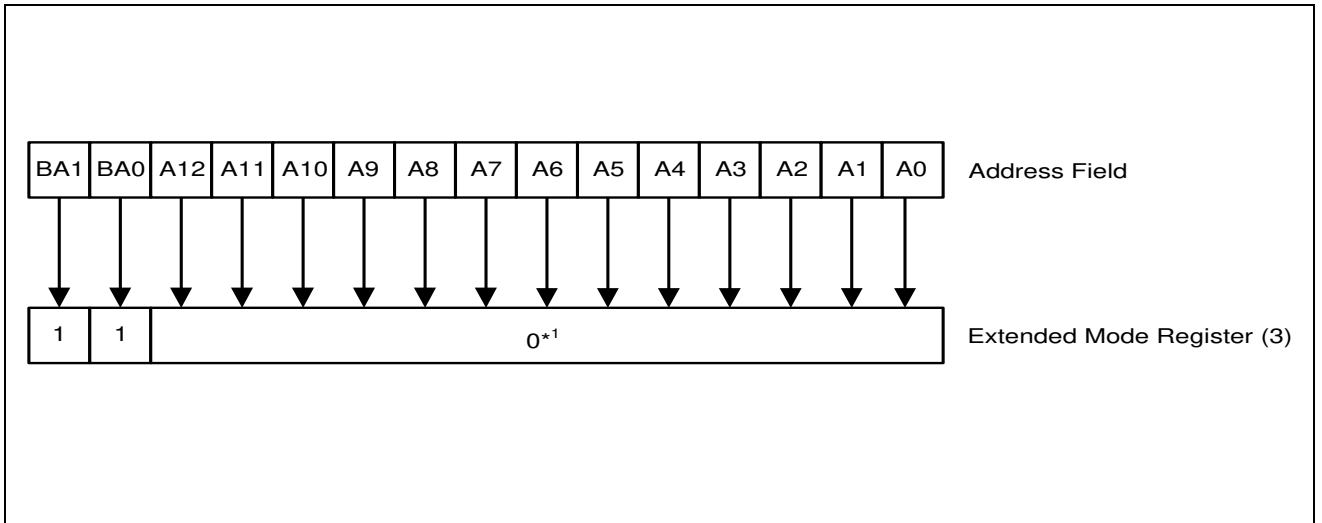 BA1 BA0 A12 A11 A10 A9 A8 A7 A6 A5 A4 A3 A2 A1 A0 Address Field
1 1 0*1 Extended Mode Register (3)